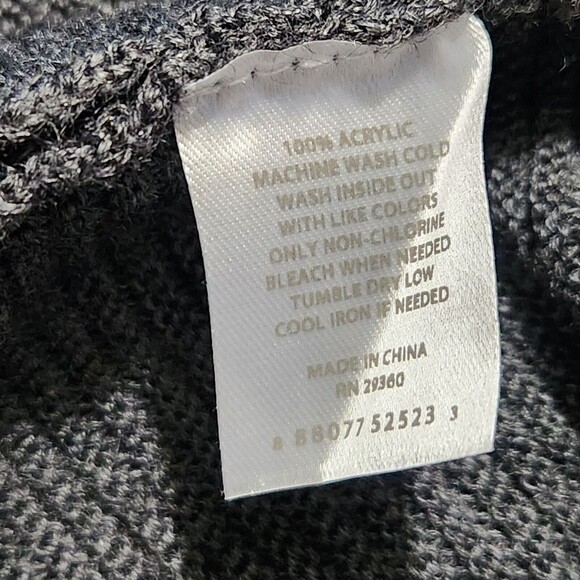 100% ACRYLIC
MACHINE WASH COLD
WASH INSIDE OUT
WITH LIKE COLORS
ONLY NON-CHLORINE
BLEACH WHEN NEEDED
TUMBLE DRY LOW
COOL IRON IF NEEDED
MADE IN CHINA
RN 29360
8 88077 52523 3